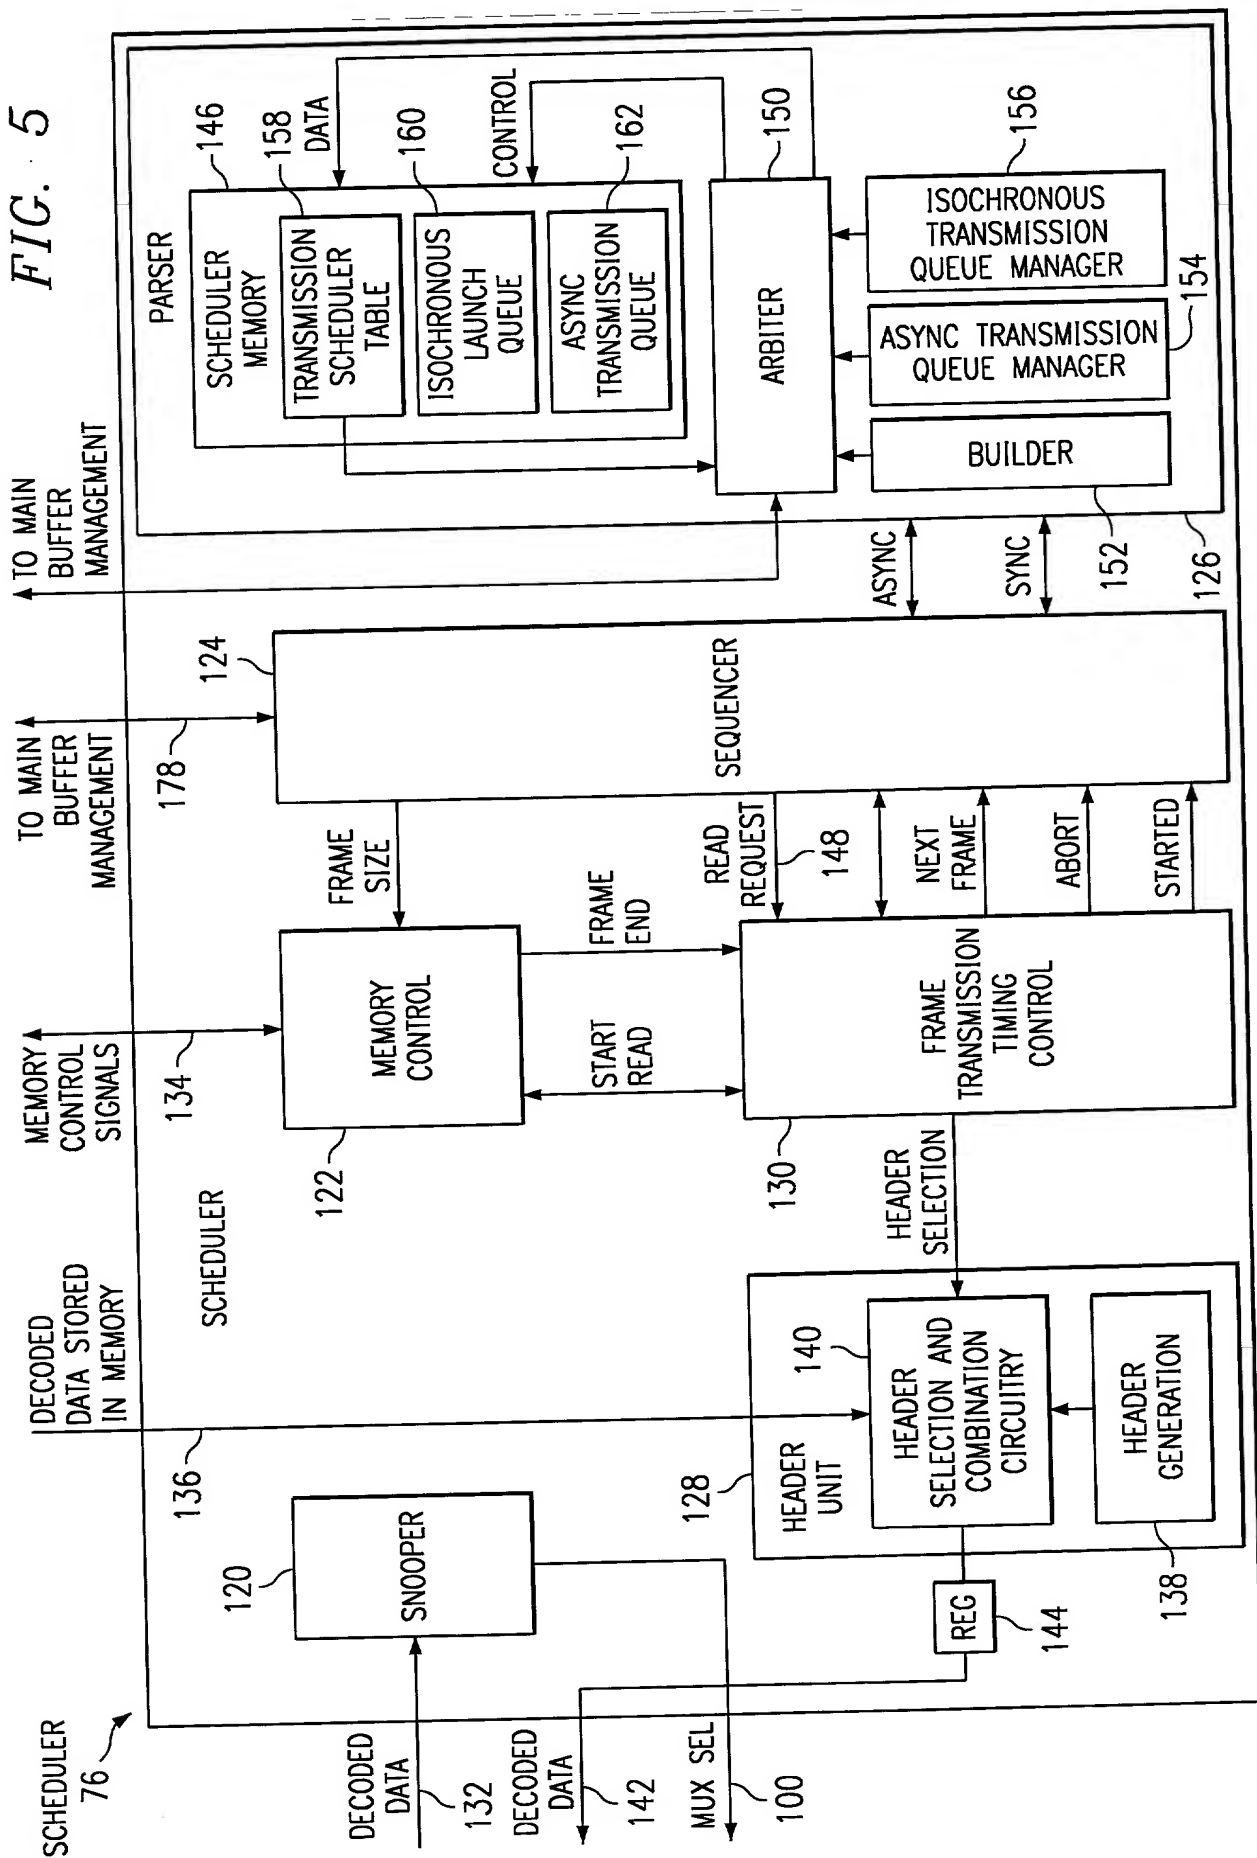 FIG. 5
SCHEDULER
76
TO MAIN
BUFFER
MANAGEMENT
TO MAIN
BUFFER
MANAGEMENT
178
MEMORY
CONTROL
SIGNALS
134
DECODED
DATA STORED
IN MEMORY
136
SCHEDULER
DECODED
DATA
132
DECODED
DATA
142
MUX SEL
100
120
SNOOPER
128
HEADER
UNIT
140
HEADER
SELECTION AND
COMBINATION
CIRCUITRY
HEADER
GENERATION
138
REG
144
HEADER
SELECTION
122
MEMORY
CONTROL
START
READ
FRAME
END
130
FRAME
TRANSMISSION
TIMING
CONTROL
FRAME
SIZE
READ
REQUEST
148
NEXT
FRAME
ABORT
STARTED
124
SEQUENCER
ASYNC
SYNC
PARSER
146
SCHEDULER
MEMORY
158
TRANSMISSION
SCHEDULER
TABLE
DATA
160
ISOCHRONOUS
LAUNCH
QUEUE
CONTROL
162
ASYNC
TRANSMISSION
QUEUE
150
ARBITER
156
ISOCHRONOUS
TRANSMISSION
QUEUE MANAGER
154
ASYNC TRANSMISSION
QUEUE MANAGER
BUILDER
152
126